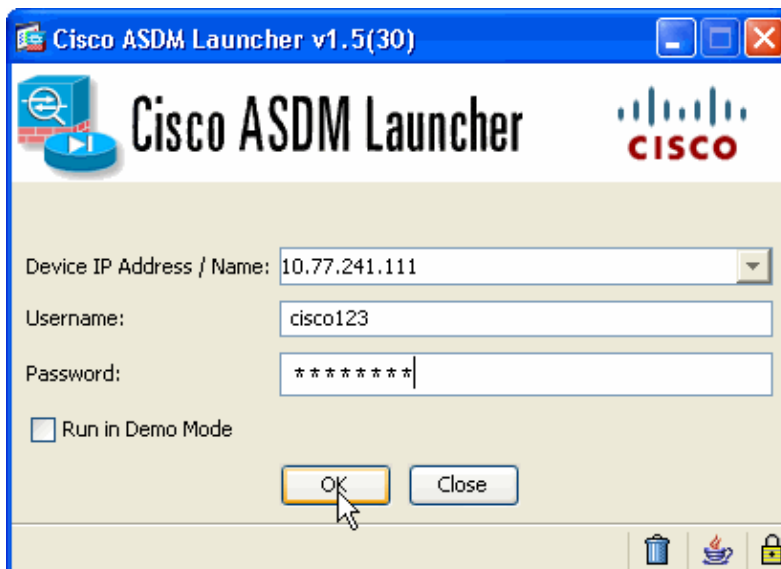 Cisco ASDM Launcher v1.5(30)
Cisco ASDM Launcher
CISCO
Device IP Address / Name: 10.77.241.111
Username: cisco123
Password: ********
Run in Demo Mode
OK Close